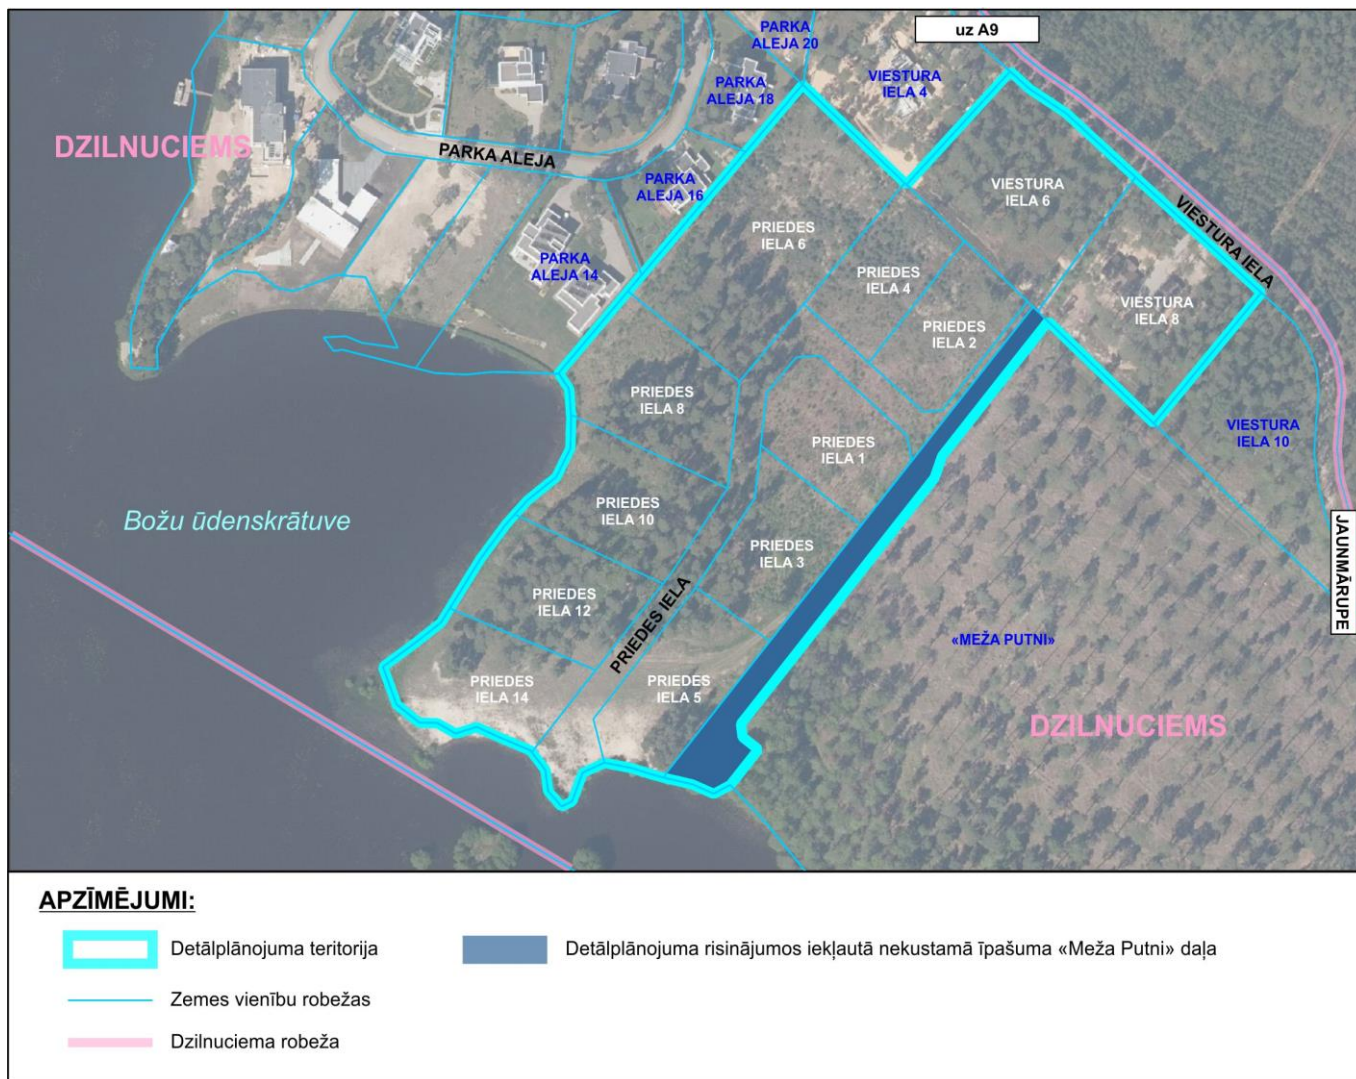 PARKA
ALEJA 20
uz A9
PARKA
ALEJA 18
VIESTURA
IELA 4
DZILNUCIEMS
PARKA ALEJA
PARKA
ALEJA 16
VIESTURA
IELA 6
VIESTURA IELA
PRIEDES
IELA 6
PARKA
ALEJA 14
PRIEDES
IELA 4
VIESTURA
IELA 8
PRIEDES
IELA 2
PRIEDES
IELA 8
PRIEDES
IELA 1
VIESTURA
IELA 10
Božu ūdenskrātuve
PRIEDES
IELA 10
PRIEDES
IELA 3
JAUNMĀRUPE
PRIEDES
IELA 12
PRIEDES IELA
«MEŽA PUTNI»
PRIEDES
IELA 14
PRIEDES
IELA 5
DZILNUCIEMS
APZĪMĒJUMI:
Detālplānojuma teritorija
Detālplānojuma risinājumos iekļautā nekustamā īpašuma «Meža Putni» daļa
Zemes vienību robežas
Dzilnuciema robeža